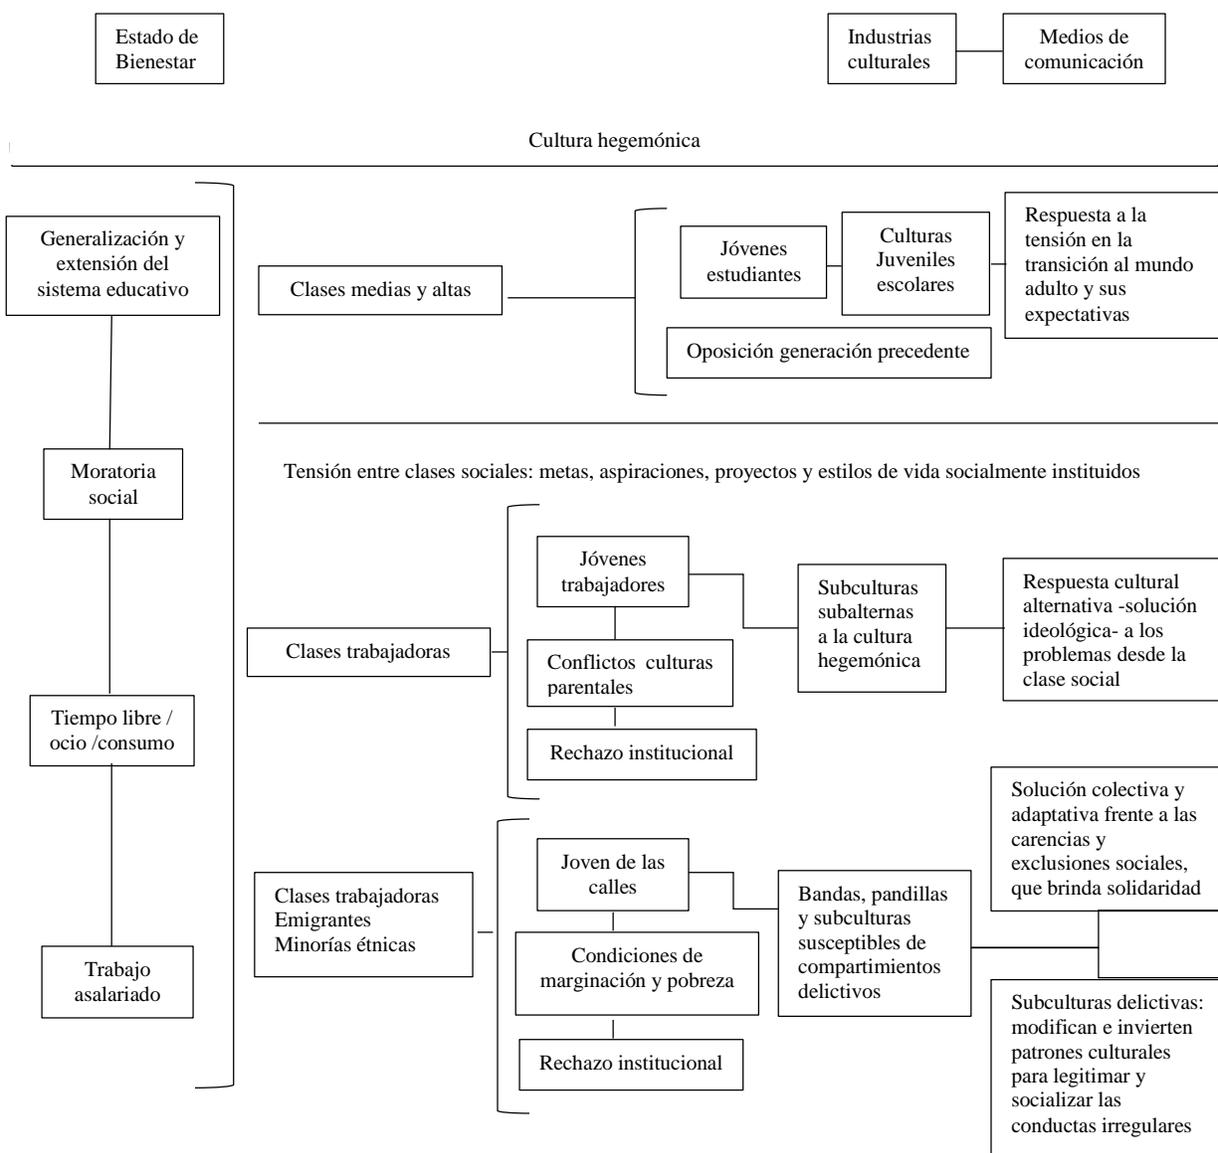 Estado de
Bienestar
Industrias
culturales
Medios de
comunicación
Cultura hegemónica
Generalización y
extensión del
sistema educativo
Moratoria
social
Tiempo libre /
ocio /consumo
Trabajo
asalariado
Clases medias y altas
Jóvenes
estudiantes
Culturas
Juveniles
escolares
Respuesta a la
tensión en la
transición al mundo
adulto y sus
expectativas
Oposición generación precedente
Tensión entre clases sociales: metas, aspiraciones, proyectos y estilos de vida socialmente instituidos
Clases trabajadoras
Jóvenes
trabajadores
Conflictos culturas
parentales
Rechazo institucional
Subculturas
subalternas
a la cultura
hegemónica
Respuesta cultural
alternativa -solución
ideológica- a los
problemas desde la
clase social
Clases trabajadoras
Emigrantes
Minorías étnicas
Joven de las
calles
Condiciones de
marginación y pobreza
Rechazo institucional
Bandas, pandillas
y subculturas
susceptibles de
compartimientos
delictivos
Solución colectiva y
adaptativa frente a las
carencias y
exclusiones sociales,
que brinda solidaridad
Subculturas delictivas:
modifican e invierten
patrones culturales
para legitimar y
socializar las
conductas irregulares